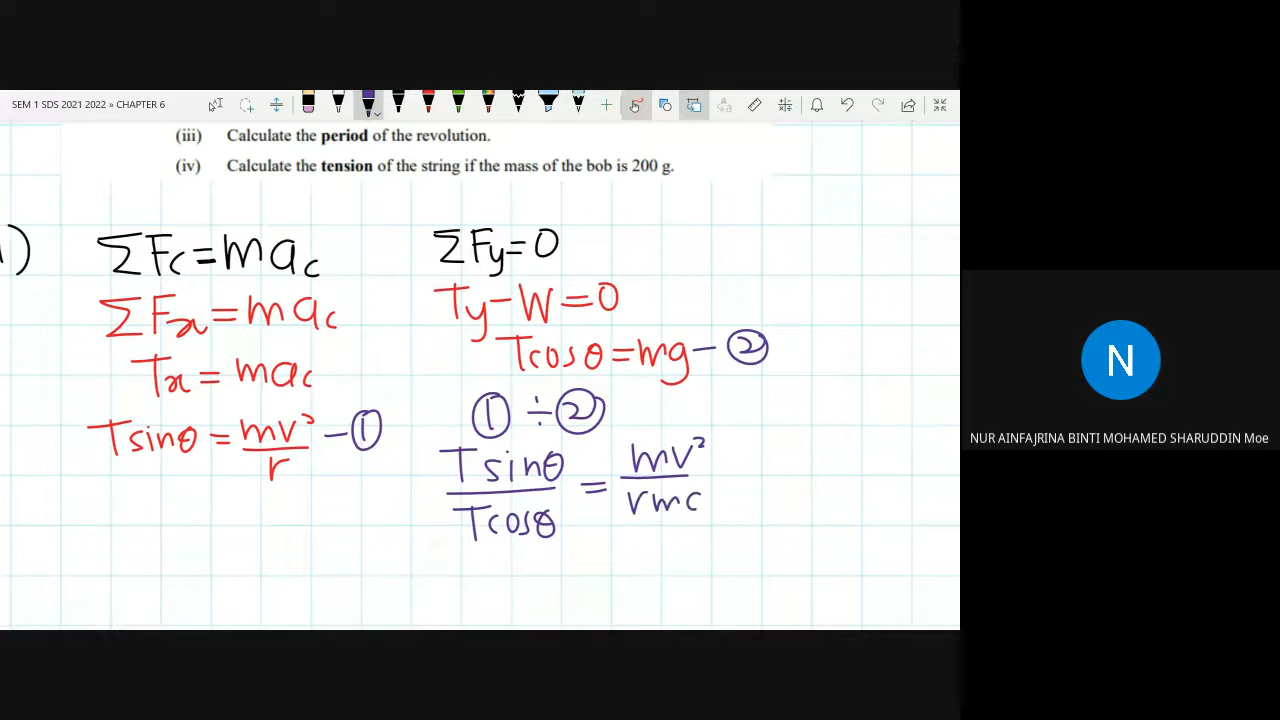 SEM 1 SDS 2021 2022 » CHAPTER 6
(iii) Calculate the period of the revolution.
(iv) Calculate the tension of the string if the mass of the bob is 200 g.
)
ΣFc = mac
ΣFx = mac
Tx = mac
Tsinθ = mv²/r – ①
ΣFy = 0
Ty – W = 0
Tcosθ = mg – ②
① ÷ ②
Tsinθ/Tcosθ = mv²/rmc
N
NUR AINFAJRINA BINTI MOHAMED SHARUDDIN Moe